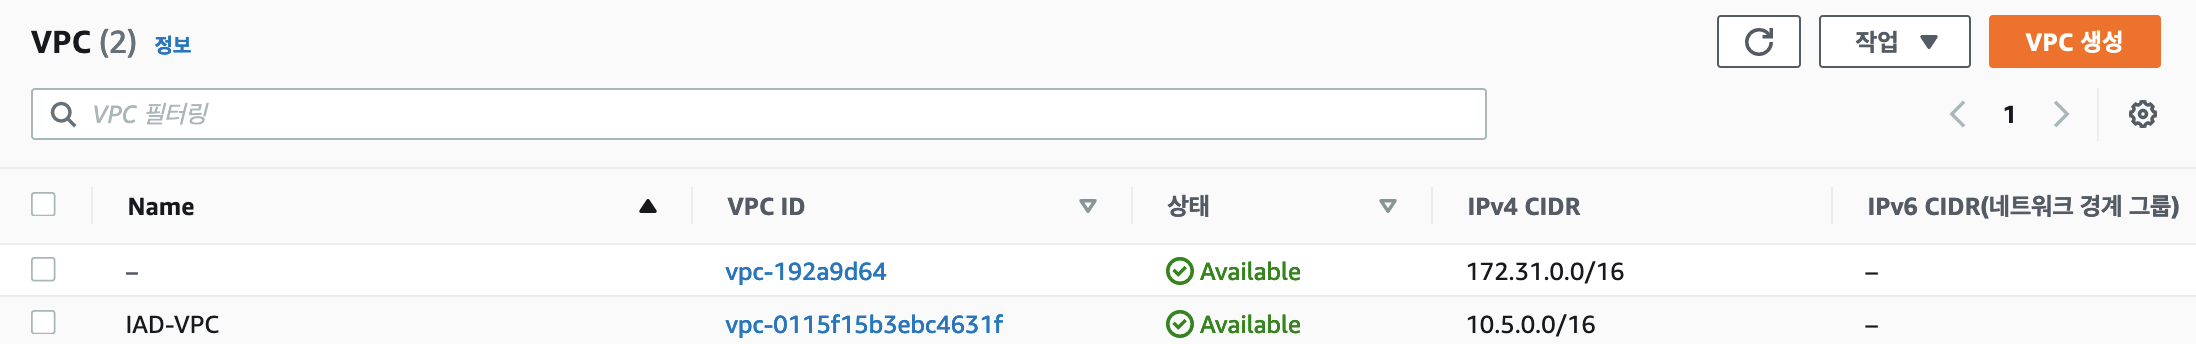 VPC (2) 정보
작업 ▼
VPC 생성
VPC 필터링
1
Name ▲ VPC ID ▽ 상태 ▽ IPv4 CIDR IPv6 CIDR(네트워크 경계 그룹)
– vpc-192a9d64 Available 172.31.0.0/16 –
IAD-VPC vpc-0115f15b3ebc4631f Available 10.5.0.0/16 –